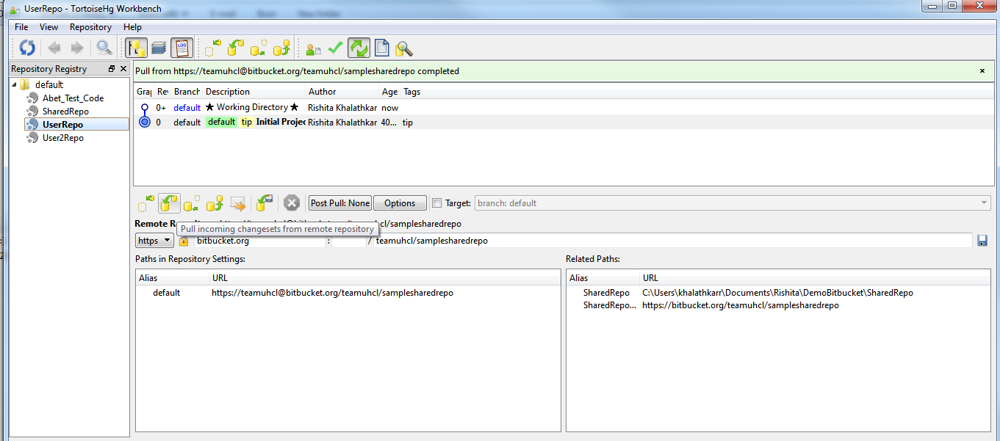 UserRepo - TortoiseHg Workbench
File View Repository Help
LOG
Repository Registry
default
Abet_Test_Code
SharedRepo
UserRepo
User2Repo
Pull from https://teamuhcl@bitbucket.org/teamuhcl/samplesharedrepo completed
Grap Re Branch Description Author Age Tags
0+ default ★ Working Directory ★ Rishita Khalathkar now
0 default default tip Initial Projec Rishita Khalathkar 40... tip
Post Pull: None Options Target: branch: default
Remote R
/samplesharedrepo
Pull incoming changesets from remote repository
https bitbucket.org : / teamuhcl/samplesharedrepo
Paths in Repository Settings:
Alias URL
default https://teamuhcl@bitbucket.org/teamuhcl/samplesharedrepo
Related Paths:
Alias URL
SharedRepo C:\Users\khalathkarr\Documents\Rishita\DemoBitbucket\SharedRepo
SharedRepo... https://bitbucket.org/teamuhcl/samplesharedrepo